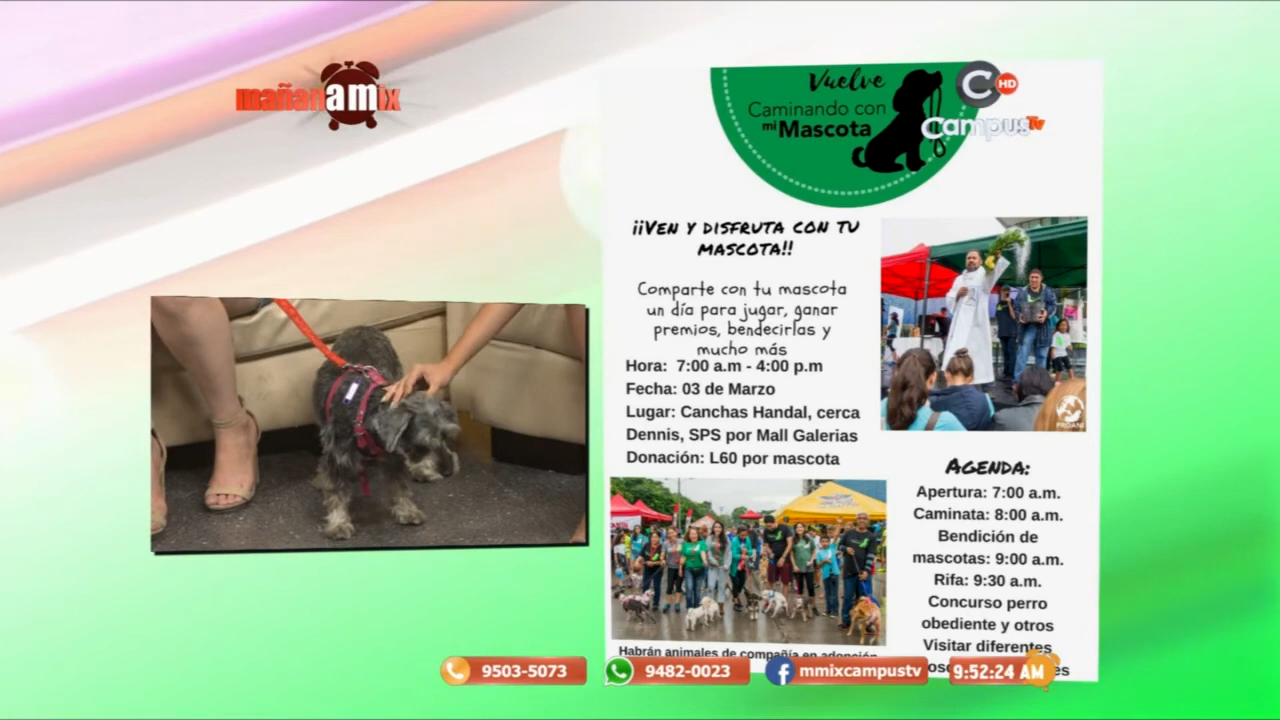 mañanAMix
Vuelve
Caminando con
mi Mascota
C HD
CampusTv
¡¡Ven y disfruta con tu
mascota!!
Comparte con tu mascota
un día para jugar, ganar
premios, bendecirlas y
mucho más
Hora: 7:00 a.m - 4:00 p.m
Fecha: 03 de Marzo
Lugar: Canchas Handal, cerca
Dennis, SPS por Mall Galerias
Donación: L60 por mascota
PROANI
Agenda:
Apertura: 7:00 a.m.
Caminata: 8:00 a.m.
Bendición de
mascotas: 9:00 a.m.
Rifa: 9:30 a.m.
Concurso perro
obediente y otros
Visitar diferentes
Habrán animales de compañía en adopción
9503-5073
9482-0023
mmixcampustv
9:52:24 AM